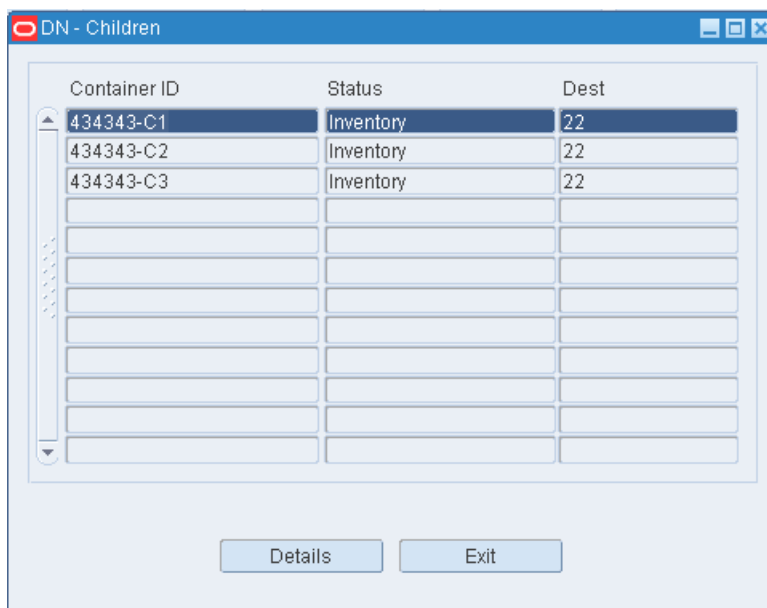 DN - Children
Container ID Status Dest
434343-C1 Inventory 22
434343-C2 Inventory 22
434343-C3 Inventory 22
Details Exit